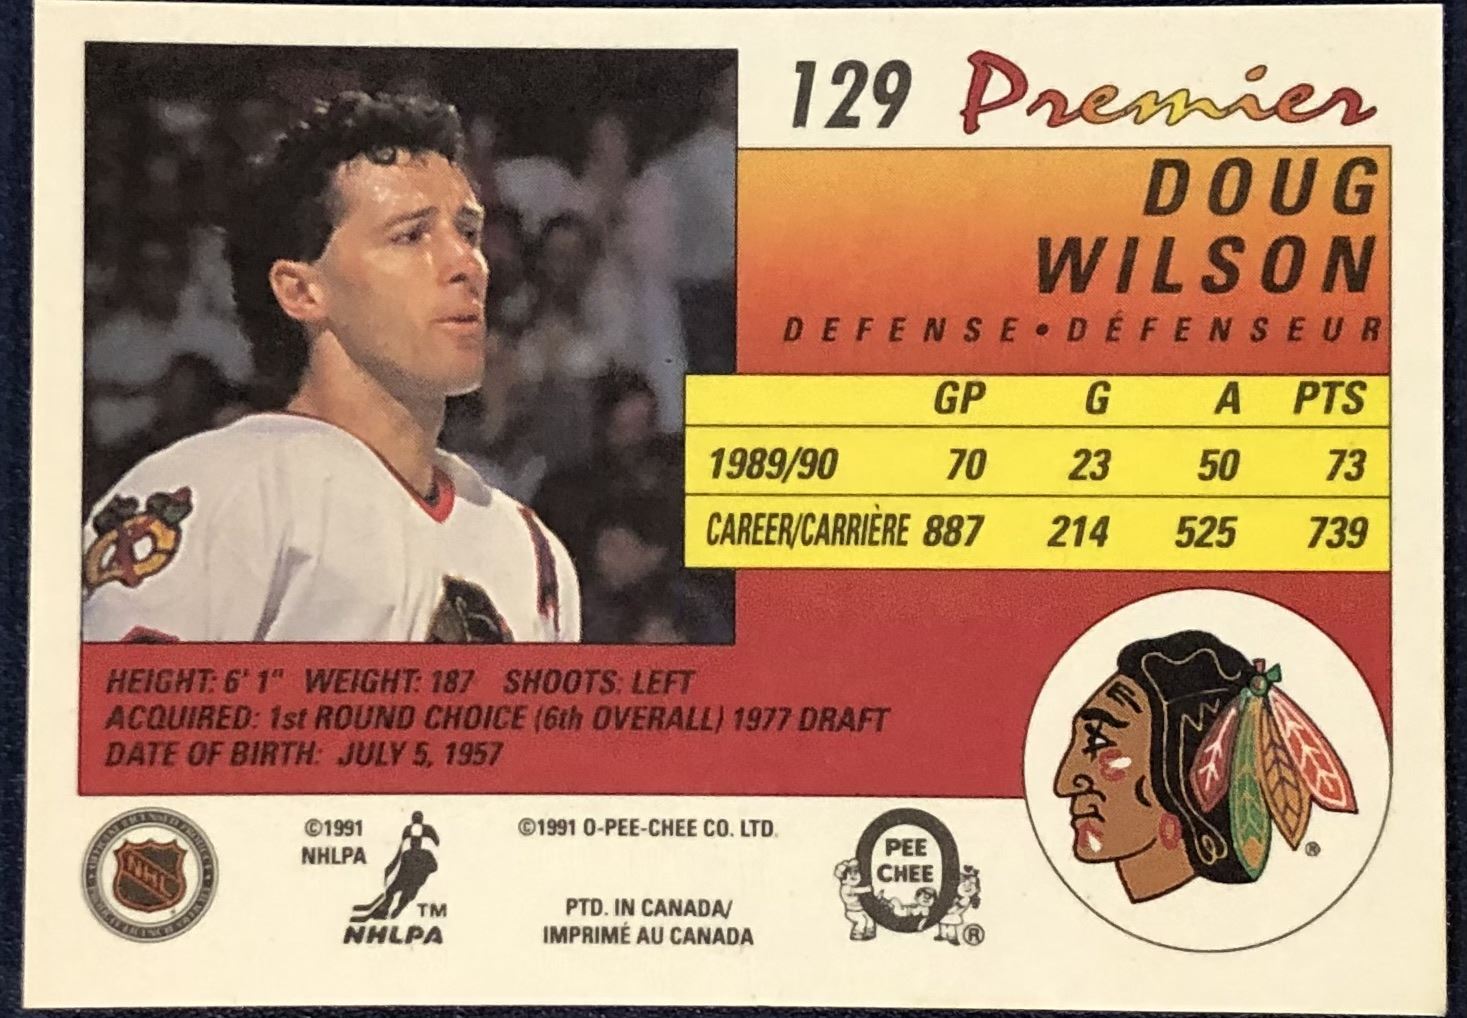 129 Premier
DOUG
WILSON
DEFENSE • DÉFENSEUR
GP G A PTS
1989/90 70 23 50 73
CAREER/CARRIÈRE 887 214 525 739
HEIGHT: 6' 1" WEIGHT: 187 SHOOTS: LEFT
ACQUIRED: 1st ROUND CHOICE (6th OVERALL) 1977 DRAFT
DATE OF BIRTH: JULY 5, 1957
NHL
©1991
NHLPA
TM
NHLPA
©1991 O-PEE-CHEE CO. LTD.
PTD. IN CANADA/
IMPRIMÉ AU CANADA
O
PEE
CHEE
®
®